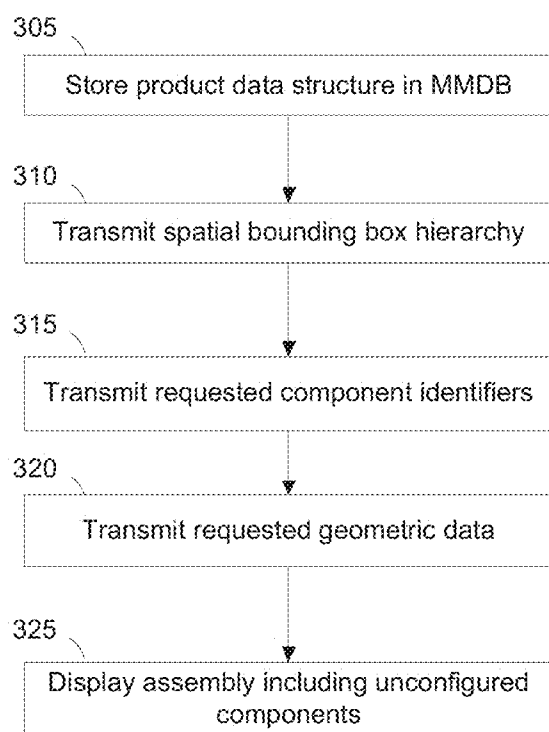 305
Store product data structure in MMDB
310
Transmit spatial bounding box hierarchy
315
Transmit requested component identifiers
320
Transmit requested geometric data
325
Display assembly including unconfigured
components